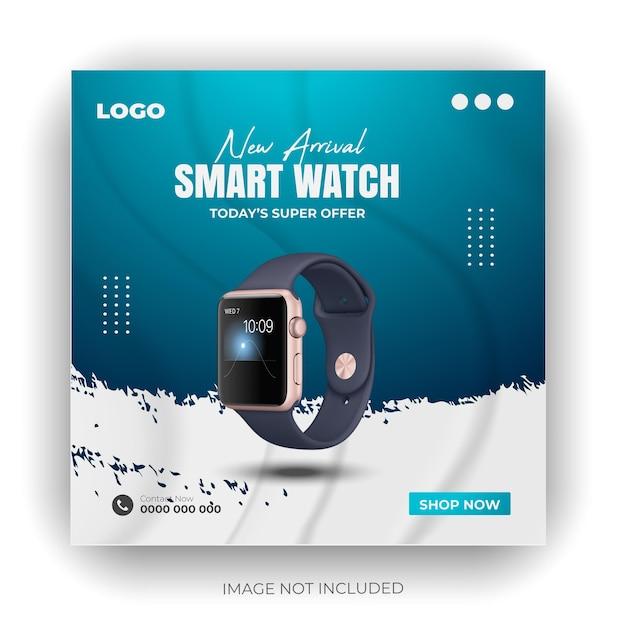 LOGO
New Arrival
SMART WATCH
TODAY'S SUPER OFFER
WED 7
10:09
Contact Now
0000 000 000
SHOP NOW
IMAGE NOT INCLUDED